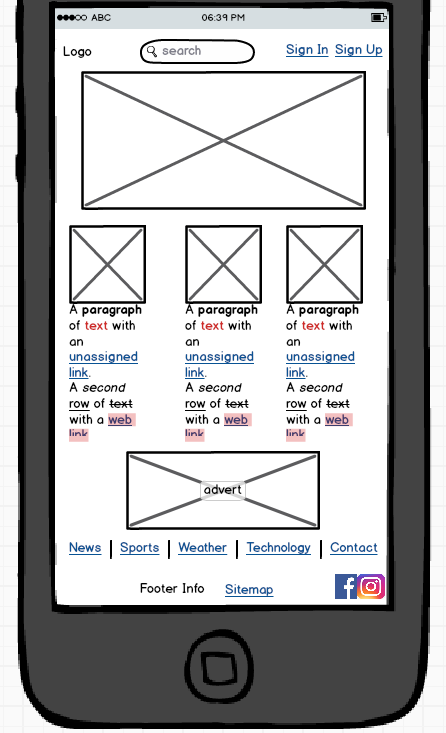 ABC 06:39 PM
Logo search Sign In Sign Up
A paragraph
of text with
an
unassigned
link.
A second
row of text
with a web
link
A paragraph
of text with
an
unassigned
link.
A second
row of text
with a web
link
A paragraph
of text with
an
unassigned
link.
A second
row of text
with a web
link
advert
News Sports Weather Technology Contact
Footer Info Sitemap